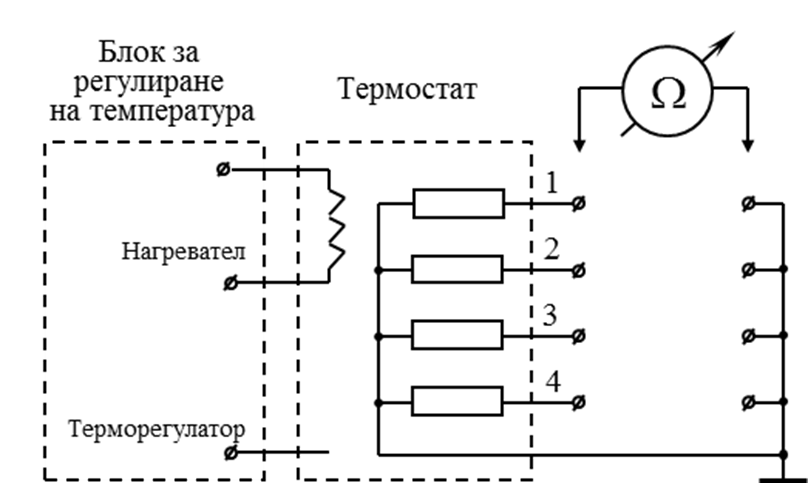 Блок за
регулиране
на температура
Термостат
Ω
1
Нагревател
2
3
4
Терморегулатор